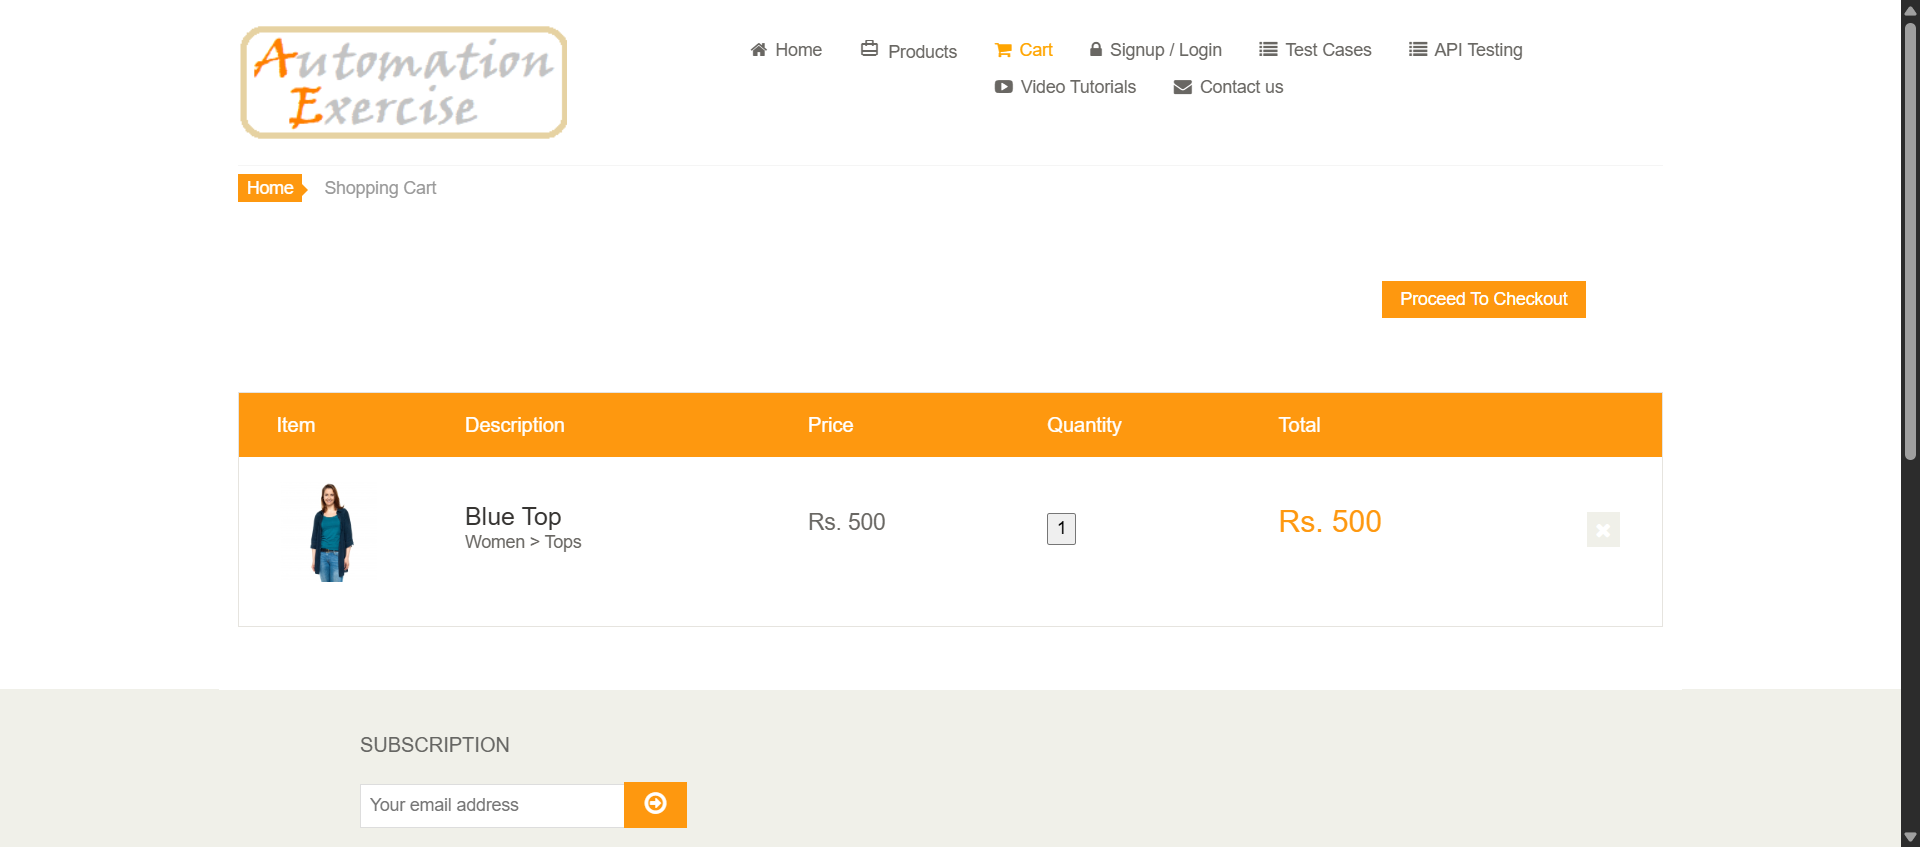 Automation
Exercise
Home
Products
Cart
Signup / Login
Test Cases
API Testing
Video Tutorials
Contact us
Home
Shopping Cart
Proceed To Checkout
Item Description Price Quantity Total
Blue Top
Women > Tops
Rs. 500
1
Rs. 500
SUBSCRIPTION
Your email address